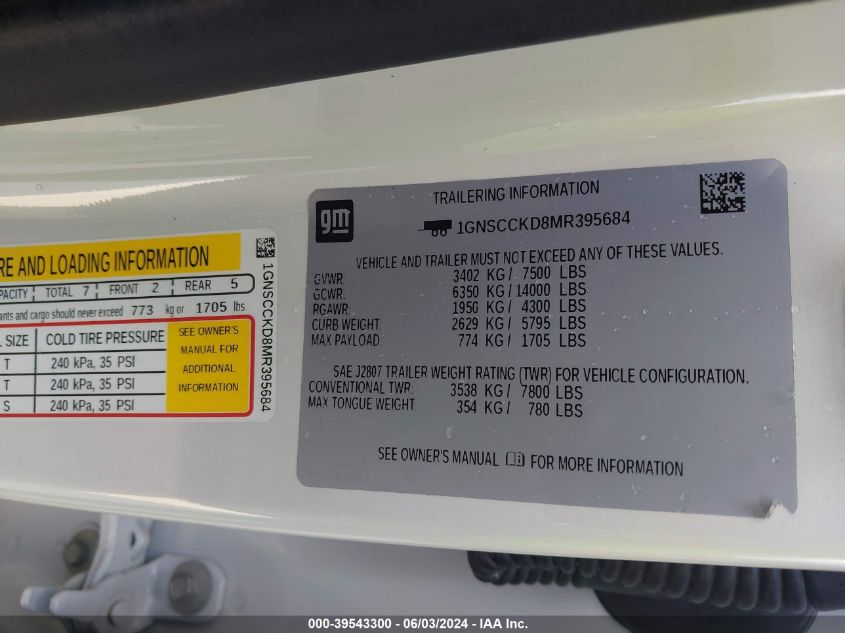 RE AND LOADING INFORMATION
PACITY TOTAL 7 FRONT 2 REAR 5
ants and cargo should never exceed 773 kg or 1705 lbs
SIZE COLD TIRE PRESSURE
T 240 kPa, 35 PSI
T 240 kPa, 35 PSI
S 240 kPa, 35 PSI
SEE OWNER'S
MANUAL FOR
ADDITIONAL
INFORMATION
1GNSCCKD8MR395684
gm
TRAILERING INFORMATION
1GNSCCKD8MR395684
VEHICLE AND TRAILER MUST NOT EXCEED ANY OF THESE VALUES.
GVWR: 3402 KG / 7500 LBS
GCWR: 6350 KG / 14000 LBS
RGAWR: 1956 KG / 4300 LBS
CURB WEIGHT: 2629 KG / 5795 LBS
MAX PAYLOAD: 774 KG / 1705 LBS
SAE J2807 TRAILER WEIGHT RATING (TWR) FOR VEHICLE CONFIGURATION.
CONVENTIONAL TWR: 3538 KG / 7800 LBS
MAX TONGUE WEIGHT: 354 KG / 780 LBS
SEE OWNER'S MANUAL FOR MORE INFORMATION
000-39543300 - 06/03/2024 - IAA Inc.